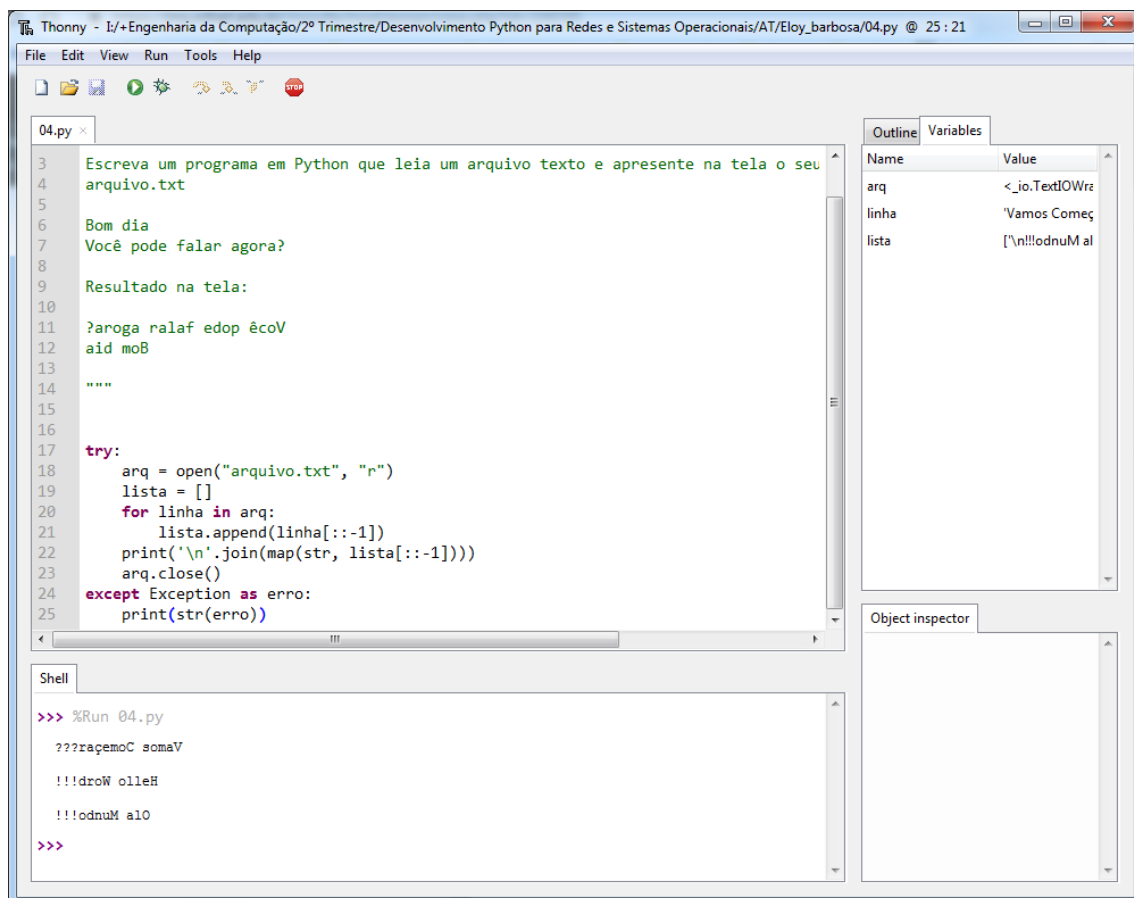 Thonny - I:/+Engenharia da Computação/2º Trimestre/Desenvolvimento Python para Redes e Sistemas Operacionais/AT/Eloy_barbosa/04.py @ 25 : 21
File Edit View Run Tools Help
STOP
04.py ×
3 Escreva um programa em Python que leia um arquivo texto e apresente na tela o seu
4 arquivo.txt
5
6 Bom dia
7 Você pode falar agora?
8
9 Resultado na tela:
10
11 ?aroga ralaf edop êcoV
12 aid moB
13
14 """
15
16
17 try:
18     arq = open("arquivo.txt", "r")
19     lista = []
20     for linha in arq:
21         lista.append(linha[::-1])
22     print('\n'.join(map(str, lista[::-1])))
23     arq.close()
24 except Exception as erro:
25     print(str(erro))
Outline Variables
Name Value
arq <_io.TextIOWra
linha 'Vamos Começ
lista ['\n!!!odnuM al
Object inspector
Shell
>>> %Run 04.py
???raçemoC somaV
!!!droW olleH
!!!odnuM alO
>>>